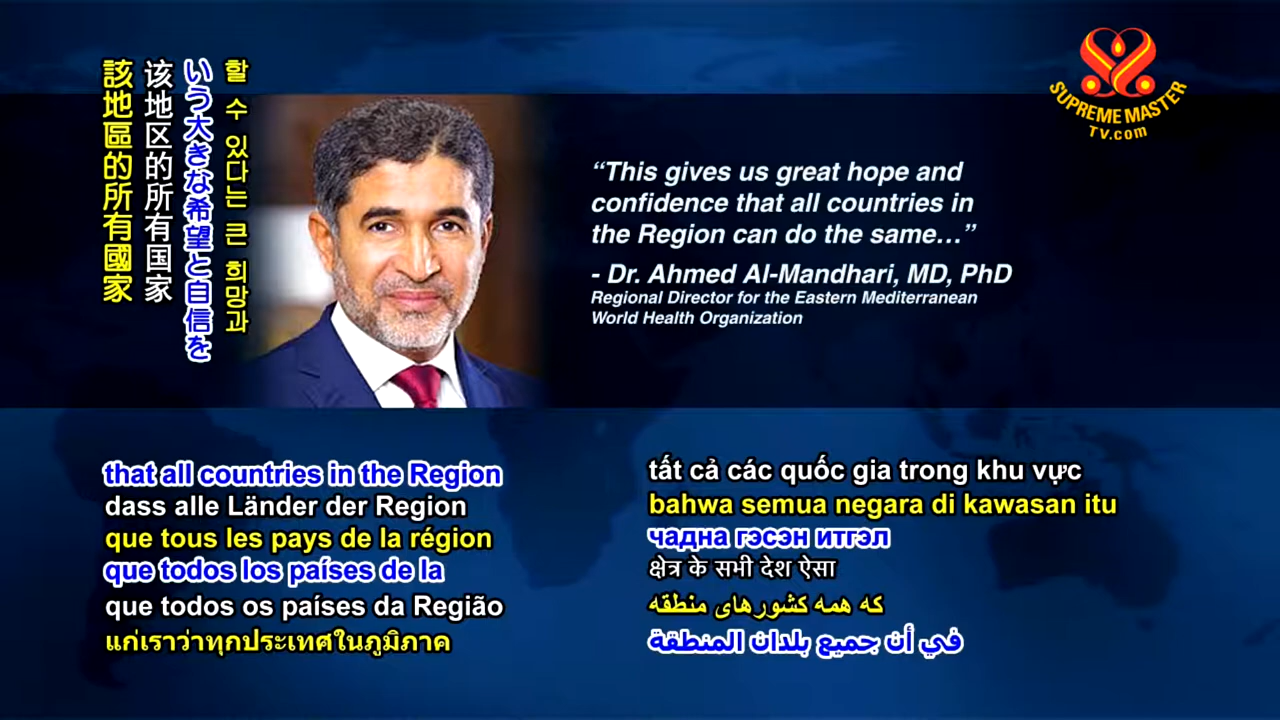 該地區的所有國家
该地区的所有国家
いう大きな希望と自信を
할 수 있다는 큰 희망과
SUPREME MASTER
TV.com
“This gives us great hope and
confidence that all countries in
the Region can do the same…”
- Dr. Ahmed Al-Mandhari, MD, PhD
Regional Director for the Eastern Mediterranean
World Health Organization
that all countries in the Region
dass alle Länder der Region
que tous les pays de la région
que todos los países de la
que todos os países da Região
แก่เราว่าทุกประเทศในภูมิภาค
tất cả các quốc gia trong khu vực
bahwa semua negara di kawasan itu
чадна гэсэн итгэл
क्षेत्र के सभी देश ऐसा
که همه کشورهای منطقه
في أن جميع بلدان المنطقة